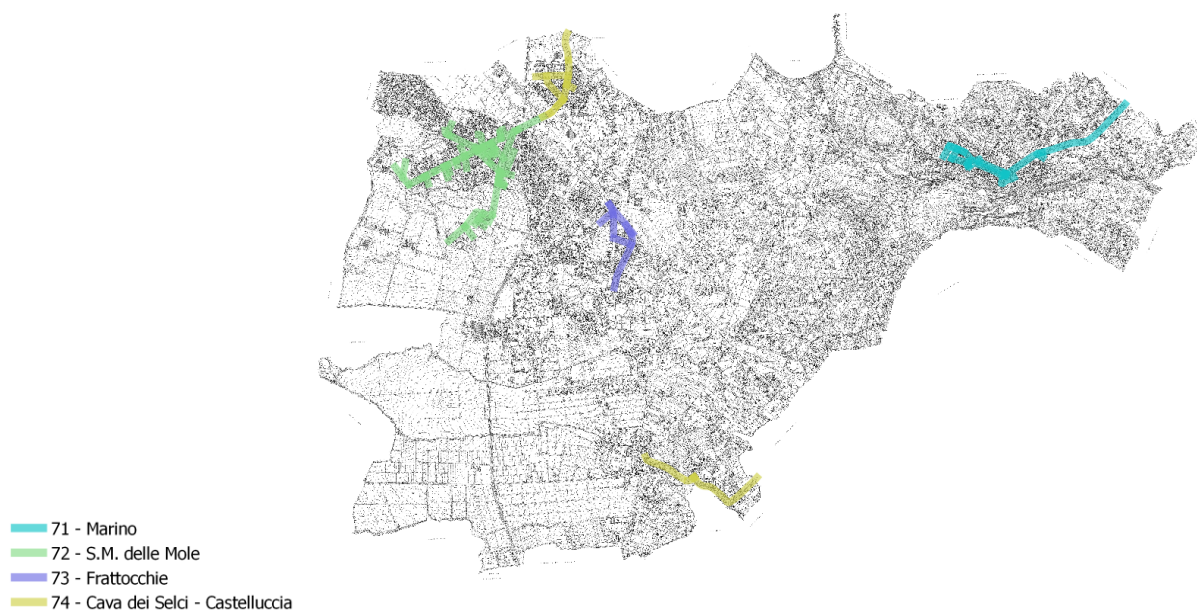 71 - Marino
72 - S.M. delle Mole
73 - Frattocchie
74 - Cava dei Selci - Castelluccia